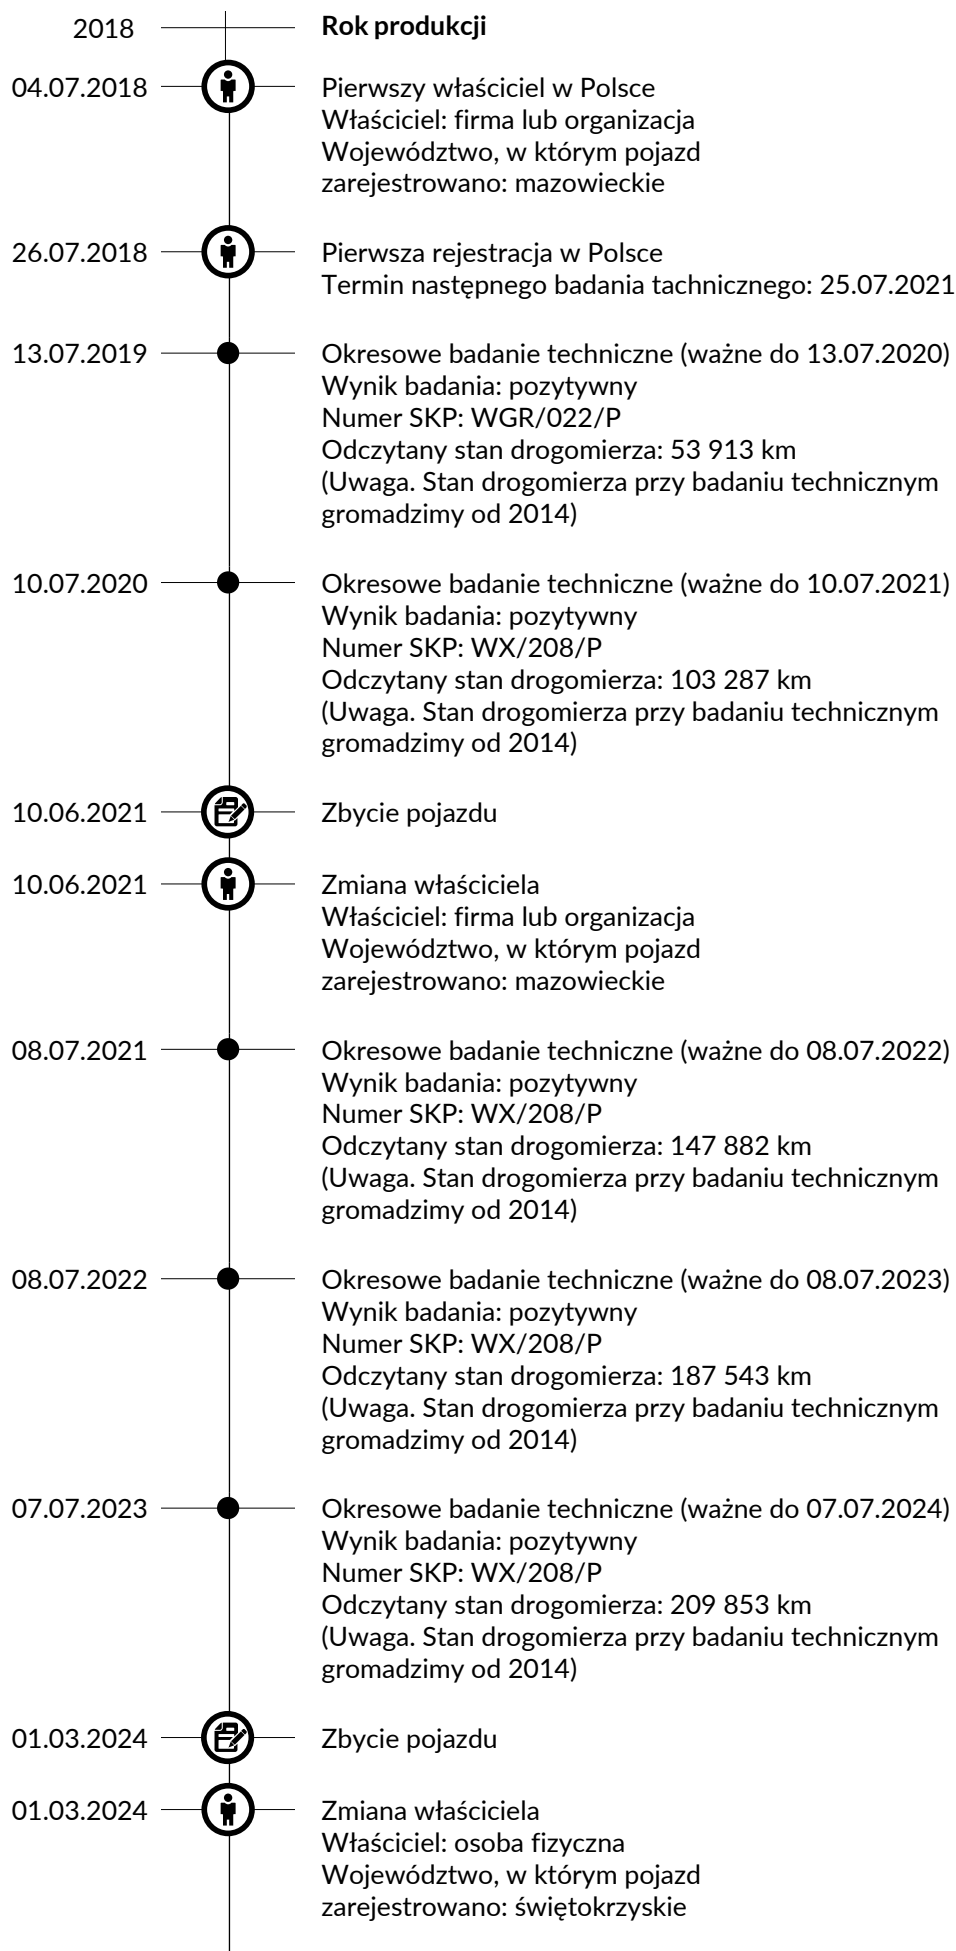 2018 Rok produkcji
04.07.2018 Pierwszy właściciel w Polsce
Właściciel: firma lub organizacja
Województwo, w którym pojazd
zarejestrowano: mazowieckie
26.07.2018 Pierwsza rejestracja w Polsce
Termin następnego badania tachnicznego: 25.07.2021
13.07.2019 Okresowe badanie techniczne (ważne do 13.07.2020)
Wynik badania: pozytywny
Numer SKP: WGR/022/P
Odczytany stan drogomierza: 53 913 km
(Uwaga. Stan drogomierza przy badaniu technicznym
gromadzimy od 2014)
10.07.2020 Okresowe badanie techniczne (ważne do 10.07.2021)
Wynik badania: pozytywny
Numer SKP: WX/208/P
Odczytany stan drogomierza: 103 287 km
(Uwaga. Stan drogomierza przy badaniu technicznym
gromadzimy od 2014)
10.06.2021 Zbycie pojazdu
10.06.2021 Zmiana właściciela
Właściciel: firma lub organizacja
Województwo, w którym pojazd
zarejestrowano: mazowieckie
08.07.2021 Okresowe badanie techniczne (ważne do 08.07.2022)
Wynik badania: pozytywny
Numer SKP: WX/208/P
Odczytany stan drogomierza: 147 882 km
(Uwaga. Stan drogomierza przy badaniu technicznym
gromadzimy od 2014)
08.07.2022 Okresowe badanie techniczne (ważne do 08.07.2023)
Wynik badania: pozytywny
Numer SKP: WX/208/P
Odczytany stan drogomierza: 187 543 km
(Uwaga. Stan drogomierza przy badaniu technicznym
gromadzimy od 2014)
07.07.2023 Okresowe badanie techniczne (ważne do 07.07.2024)
Wynik badania: pozytywny
Numer SKP: WX/208/P
Odczytany stan drogomierza: 209 853 km
(Uwaga. Stan drogomierza przy badaniu technicznym
gromadzimy od 2014)
01.03.2024 Zbycie pojazdu
01.03.2024 Zmiana właściciela
Właściciel: osoba fizyczna
Województwo, w którym pojazd
zarejestrowano: świętokrzyskie